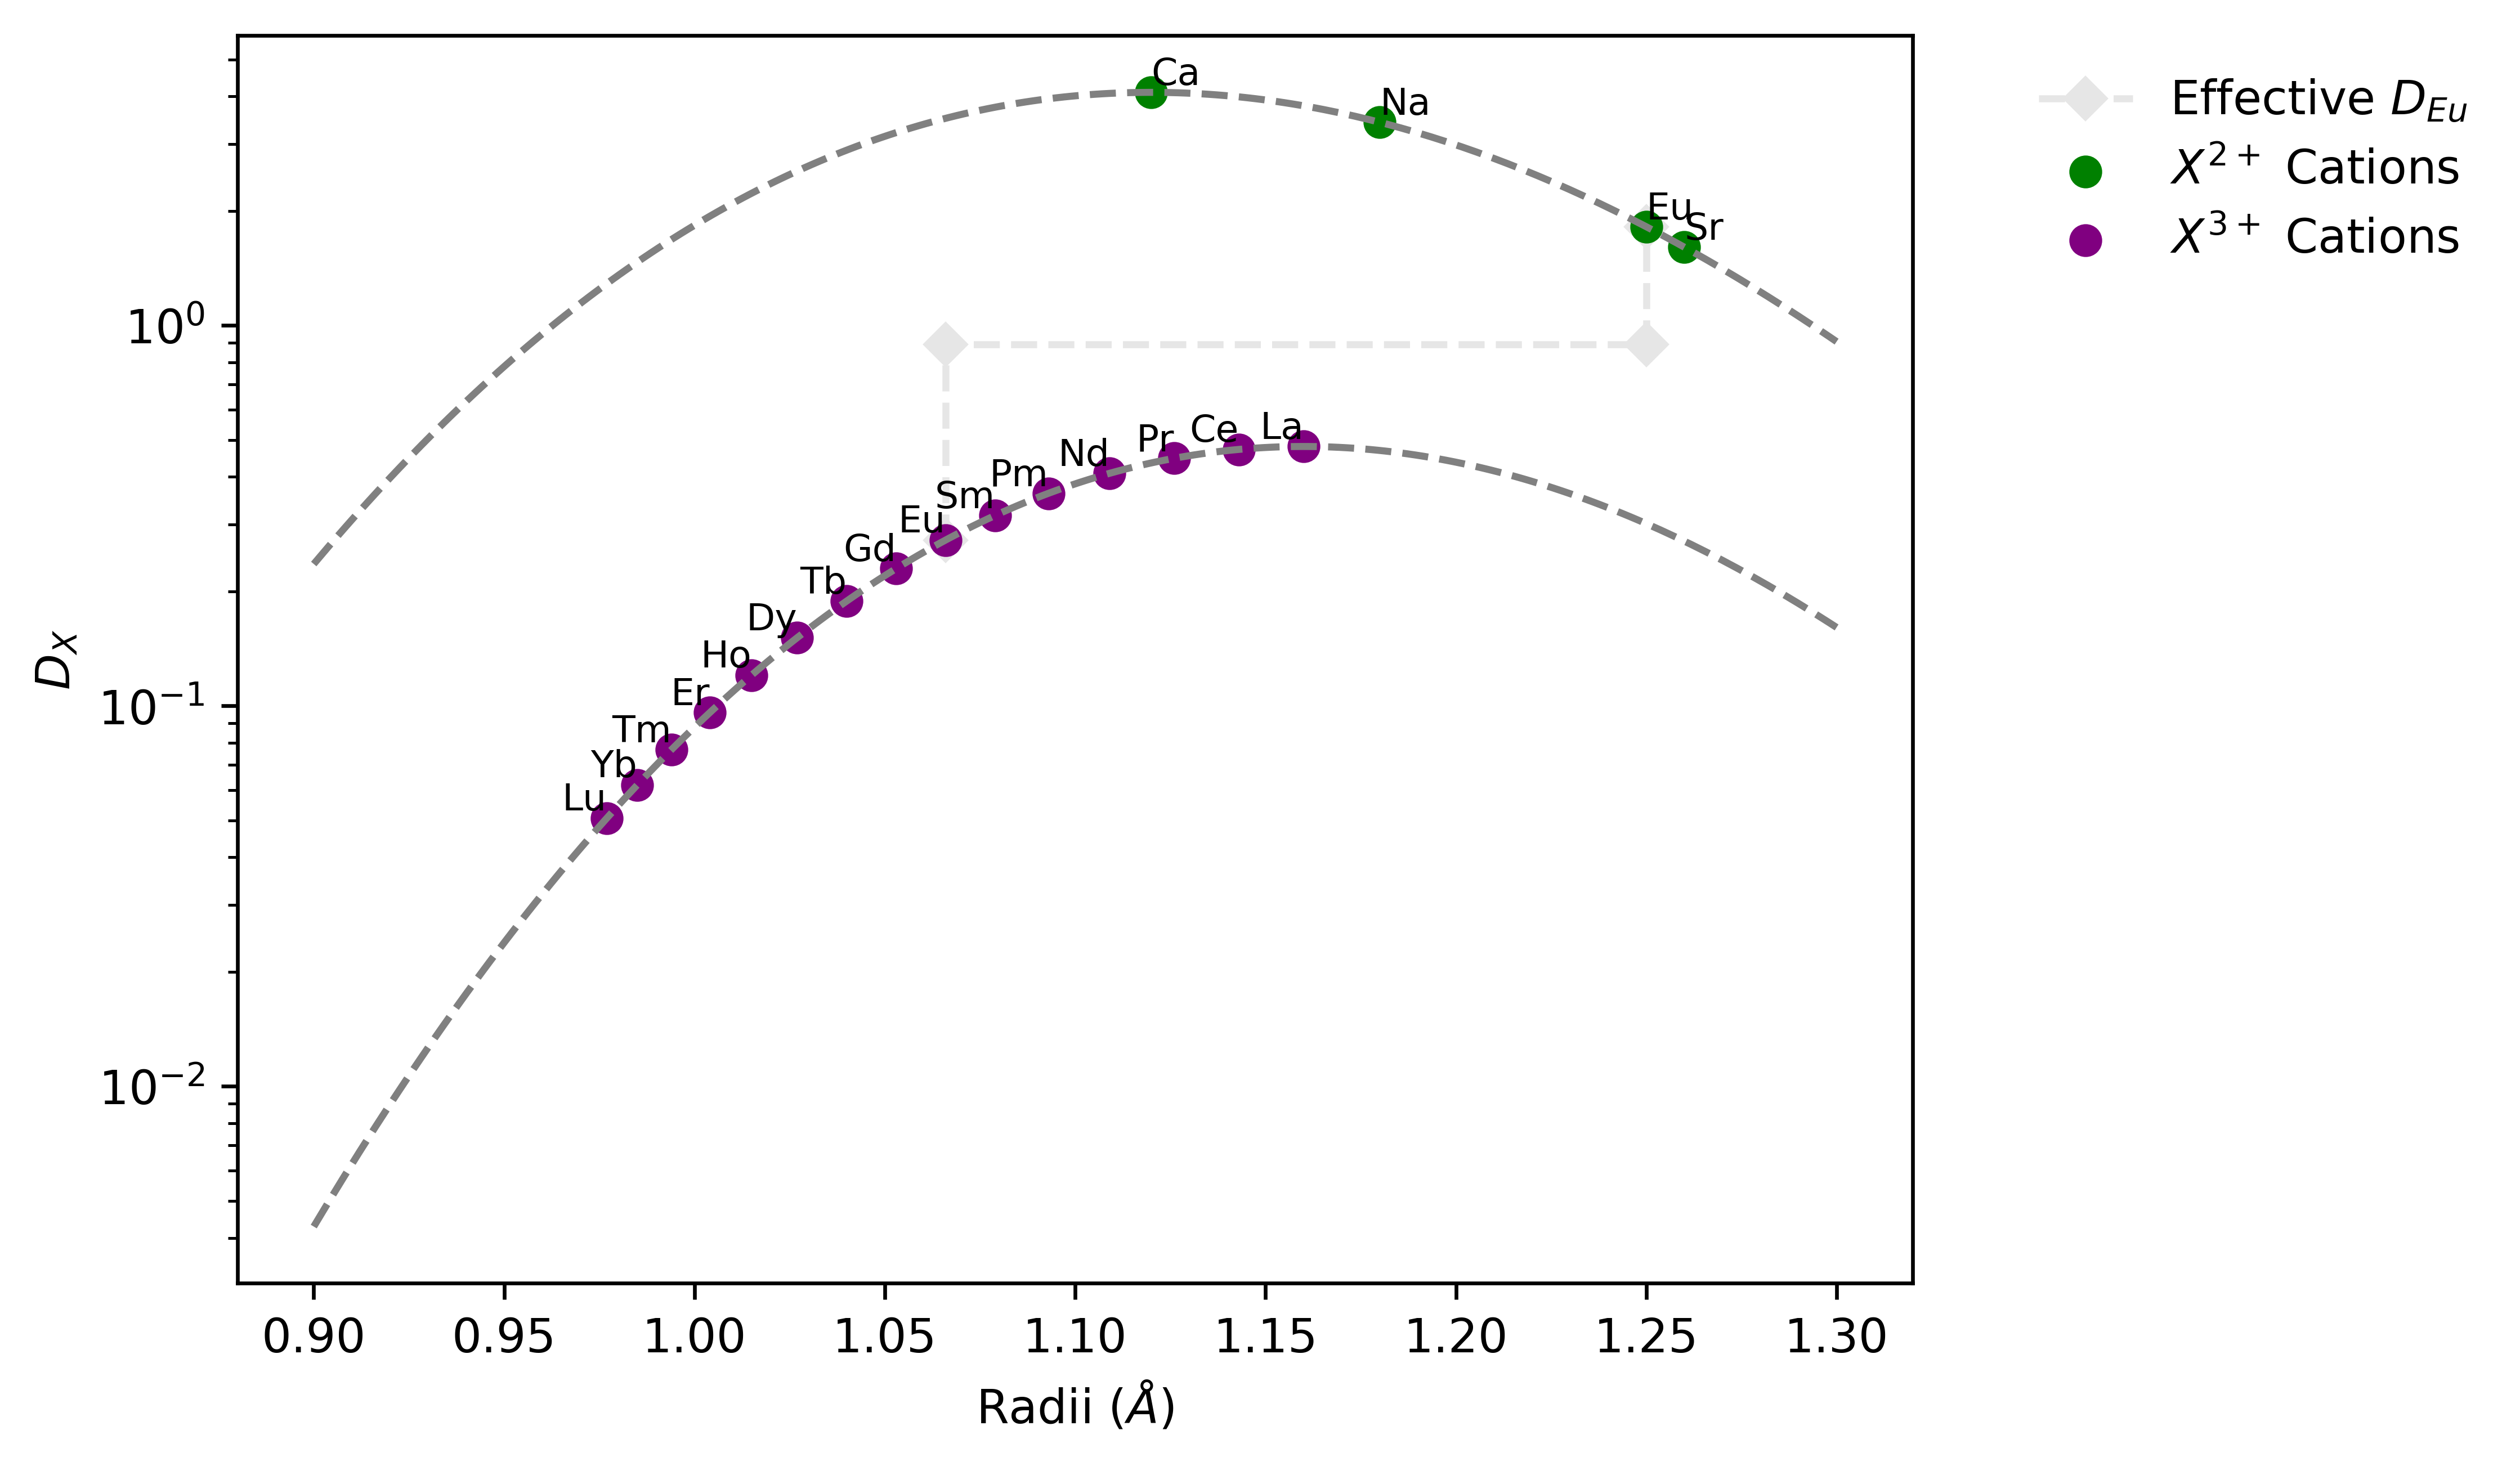 Effective $D_{Eu}$
$X^{2+}$ Cations
$X^{3+}$ Cations
Ca
Na
Eu
Sr
La
Ce
Pr
Nd
Pm
Sm
Eu
Gd
Tb
Dy
Ho
Er
Tm
Yb
Lu
$10^{0}$
$10^{-1}$
$10^{-2}$
$D_X$
0.90 0.95 1.00 1.05 1.10 1.15 1.20 1.25 1.30
Radii (Å)